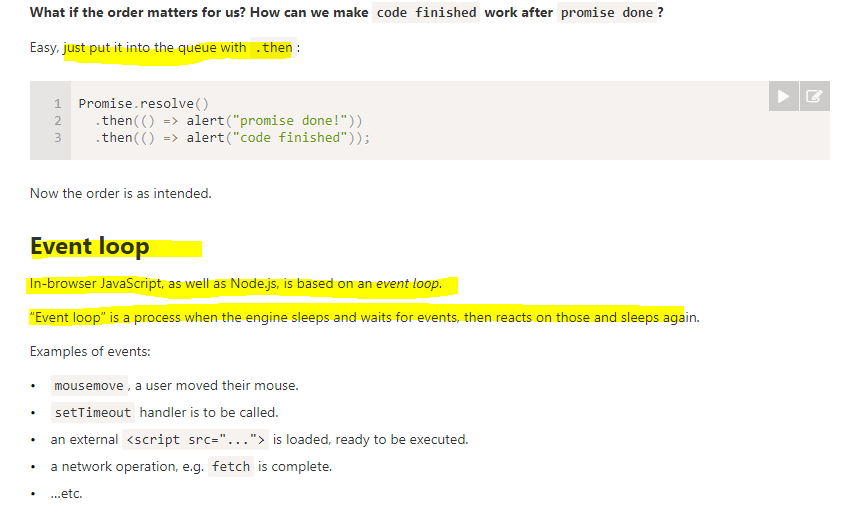 What if the order matters for us? How can we make code finished work after promise done?
Easy, just put it into the queue with .then:
1 Promise.resolve()
2   .then(() => alert("promise done!"))
3   .then(() => alert("code finished"));
Now the order is as intended.
Event loop
In-browser JavaScript, as well as Node.js, is based on an event loop.
“Event loop” is a process when the engine sleeps and waits for events, then reacts on those and sleeps again.
Examples of events:
• mousemove, a user moved their mouse.
• setTimeout handler is to be called.
• an external <script src="..."> is loaded, ready to be executed.
• a network operation, e.g. fetch is complete.
• …etc.